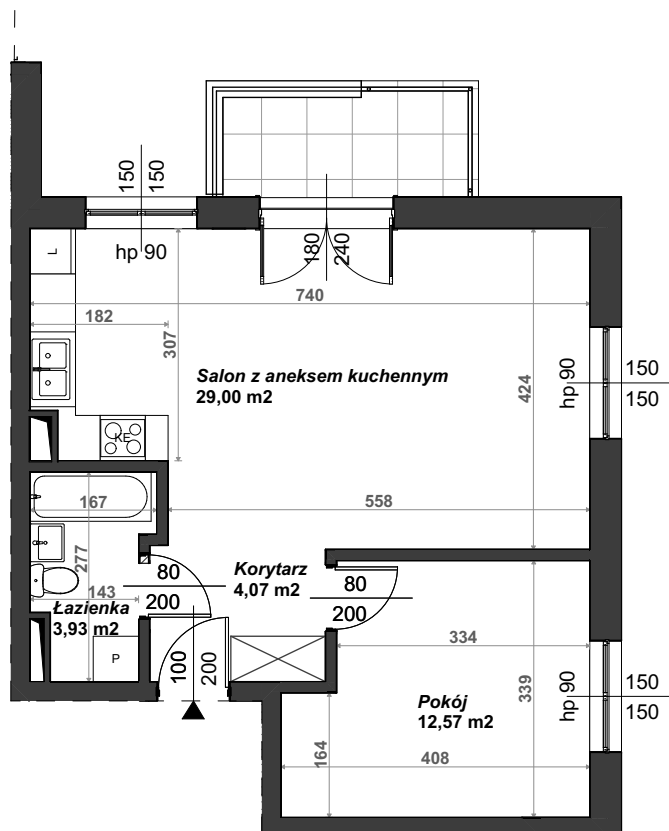 150
150
hp 90
180
240
L
740
182
307
Salon z aneksem kuchennym
29,00 m2
424
hp 90
150
150
KE
167
558
277
80
200
Korytarz
4,07 m2
80
200
143
Łazienka
3,93 m2
P
100
200
334
339
Pokój
12,57 m2
hp 90
150
150
164
408